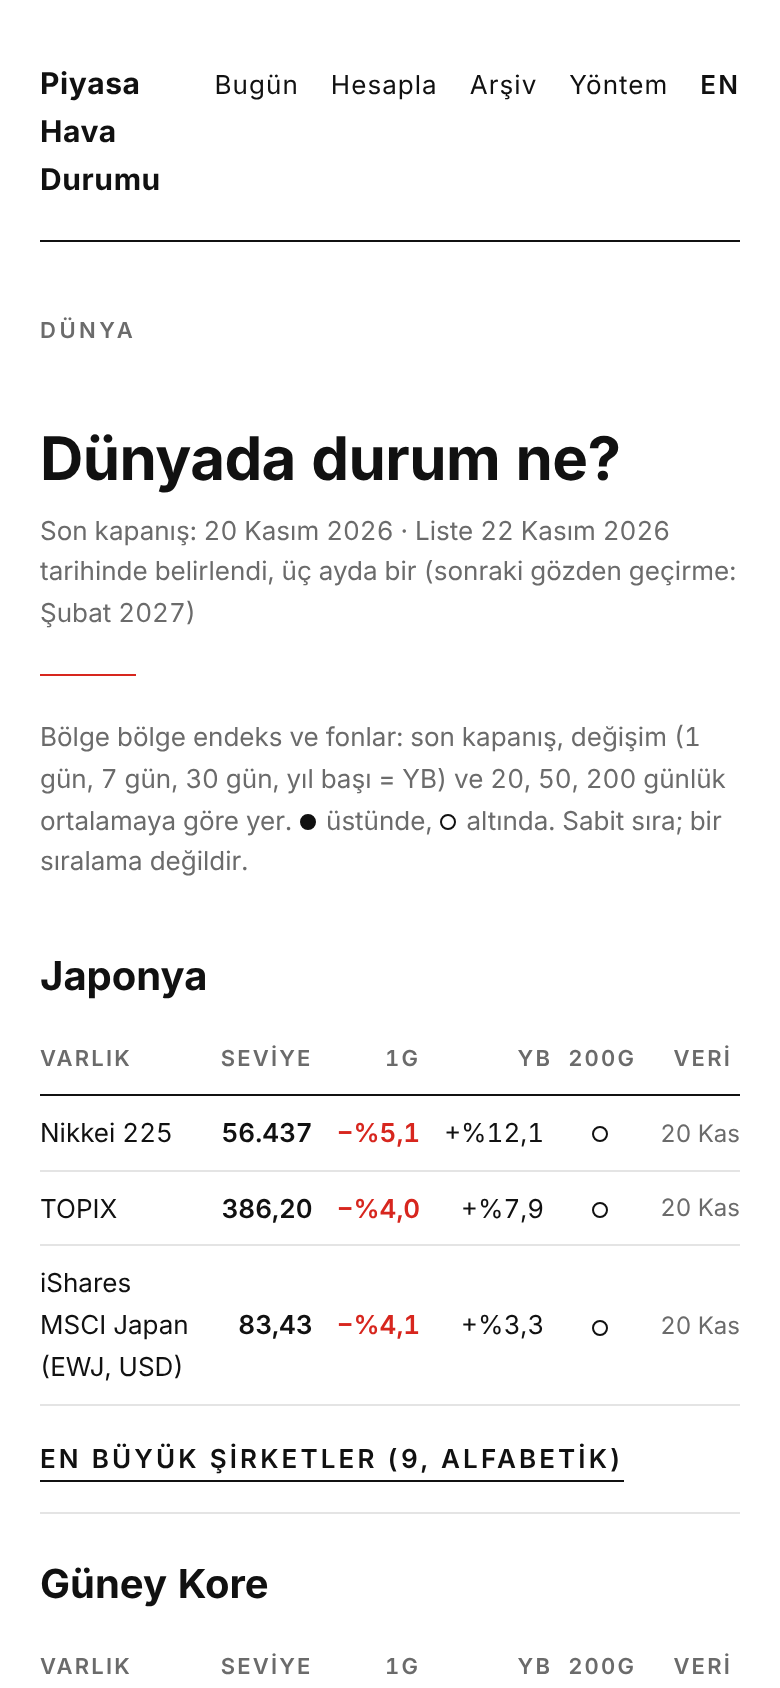 Piyasa Hava Durumu
Bugün Hesapla Arşiv Yöntem EN
DÜNYA
Dünyada durum ne?
Son kapanış: 20 Kasım 2026 · Liste 22 Kasım 2026
tarihinde belirlendi, üç ayda bir (sonraki gözden geçirme:
Şubat 2027)
Bölge bölge endeks ve fonlar: son kapanış, değişim (1
gün, 7 gün, 30 gün, yıl başı = YB) ve 20, 50, 200 günlük
ortalamaya göre yer. ● üstünde, ○ altında. Sabit sıra; bir
sıralama değildir.
Japonya
VARLIK SEVİYE 1G YB 200G VERİ
Nikkei 225 56.437 −%5,1 +%12,1 ○ 20 Kas
TOPIX 386,20 −%4,0 +%7,9 ○ 20 Kas
iShares MSCI Japan (EWJ, USD) 83,43 −%4,1 +%3,3 ○ 20 Kas
EN BÜYÜK ŞİRKETLER (9, ALFABETİK)
Güney Kore
VARLIK SEVİYE 1G YB 200G VERİ